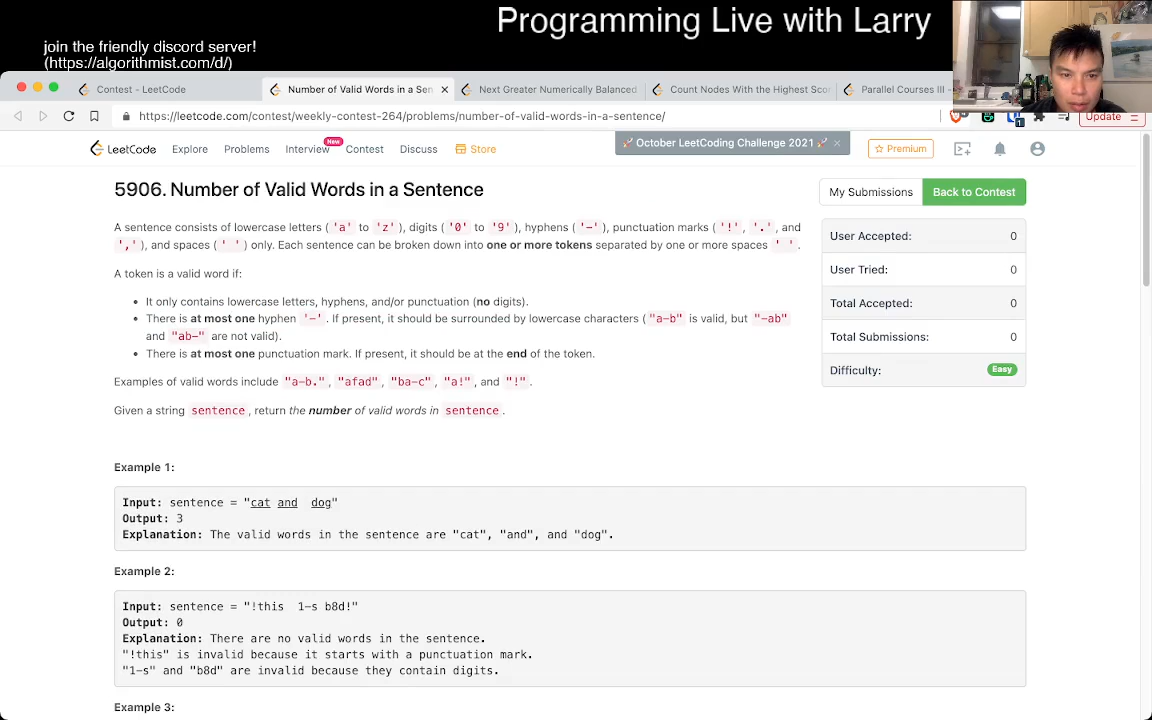 Programming Live with Larry
join the friendly discord server!
(https://algorithmist.com/d/)
Contest - LeetCode
Number of Valid Words in a Sen
Next Greater Numerically Balanced
Count Nodes With the Highest Sco
Parallel Courses III -
https://leetcode.com/contest/weekly-contest-264/problems/number-of-valid-words-in-a-sentence/
1
Update
LeetCode
Explore
Problems
Interview
New
Contest
Discuss
Store
🚀 October LeetCoding Challenge 2021 🚀
Premium
5906. Number of Valid Words in a Sentence
My Submissions
Back to Contest
A sentence consists of lowercase letters ('a' to 'z'), digits ('0' to '9'), hyphens ('-'), punctuation marks ('!', '.', and
','), and spaces (' ') only. Each sentence can be broken down into one or more tokens separated by one or more spaces ' '.
A token is a valid word if:
• It only contains lowercase letters, hyphens, and/or punctuation (no digits).
• There is at most one hyphen '-'. If present, it should be surrounded by lowercase characters ("a-b" is valid, but "-ab"
and "ab-" are not valid).
• There is at most one punctuation mark. If present, it should be at the end of the token.
Examples of valid words include "a-b.", "afad", "ba-c", "a!", and "!".
Given a string sentence, return the number of valid words in sentence.
User Accepted: 0
User Tried: 0
Total Accepted: 0
Total Submissions: 0
Difficulty: Easy
Example 1:
Input: sentence = "cat and  dog"
Output: 3
Explanation: The valid words in the sentence are "cat", "and", and "dog".
Example 2:
Input: sentence = "!this  1-s b8d!"
Output: 0
Explanation: There are no valid words in the sentence.
"!this" is invalid because it starts with a punctuation mark.
"1-s" and "b8d" are invalid because they contain digits.
Example 3: